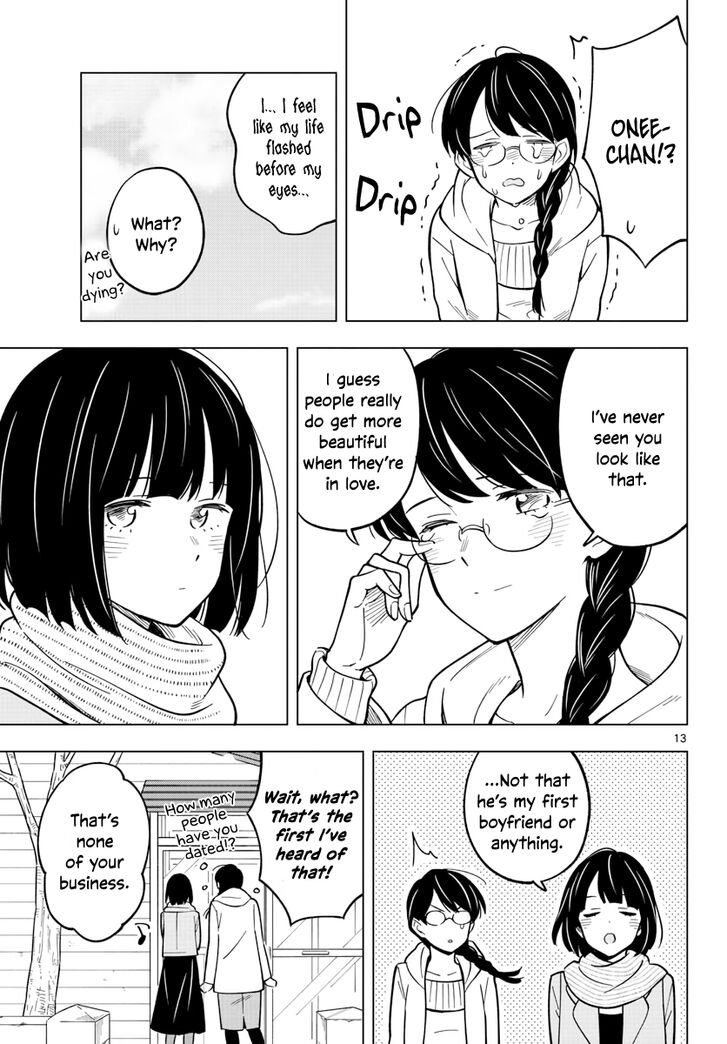 ONEE-
CHAN!?
Drip
Drip
I... I feel
like my life
flashed
before my
eyes...
What?
Why?
Are
you
dying?
I've never
seen you
look like
that.
I guess
people really
do get more
beautiful
when they're
in love.
13
...Not that
he's my first
boyfriend or
anything.
Wait, what?
That's the
first I've
heard of
that!
How many
people
have you
dated!?
That's
none
of your
business.